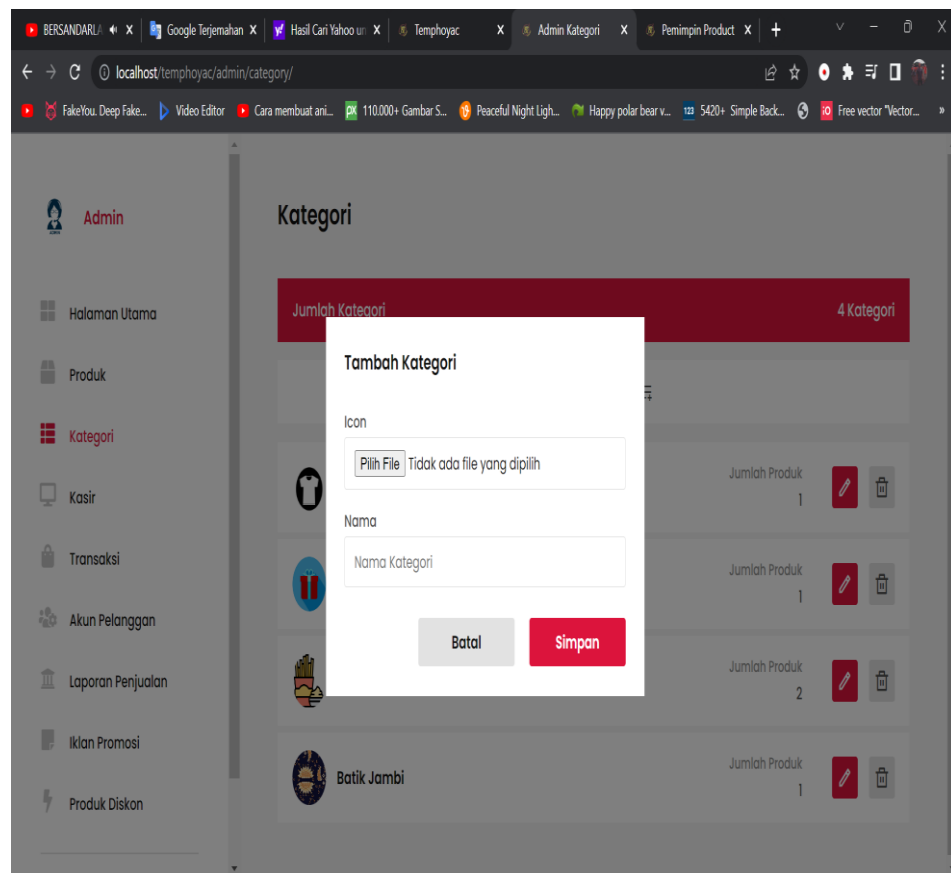 BERSANDARLA
Google Terjemahan
Hasil Cari Yahoo un
Temphoyac
Admin Kategori
Pemimpin Product
localhost/temphoyac/admin/category/
FakeYou. Deep Fake...
Video Editor
Cara membuat ani...
110.000+ Gambar S...
Peaceful Night Ligh...
Happy polar bear v...
123
5420+ Simple Back...
Free vector "Vector...
Admin
Kategori
Halaman Utama
Produk
Kategori
Kasir
Transaksi
Akun Pelanggan
Laporan Penjualan
Iklan Promosi
Produk Diskon
Jumlah Kategori
4 Kategori
Tambah Kategori
Icon
Pilih File Tidak ada file yang dipilih
Nama
Nama Kategori
Batal
Simpan
Jumlah Produk
1
Jumlah Produk
1
Jumlah Produk
2
Batik Jambi
Jumlah Produk
1